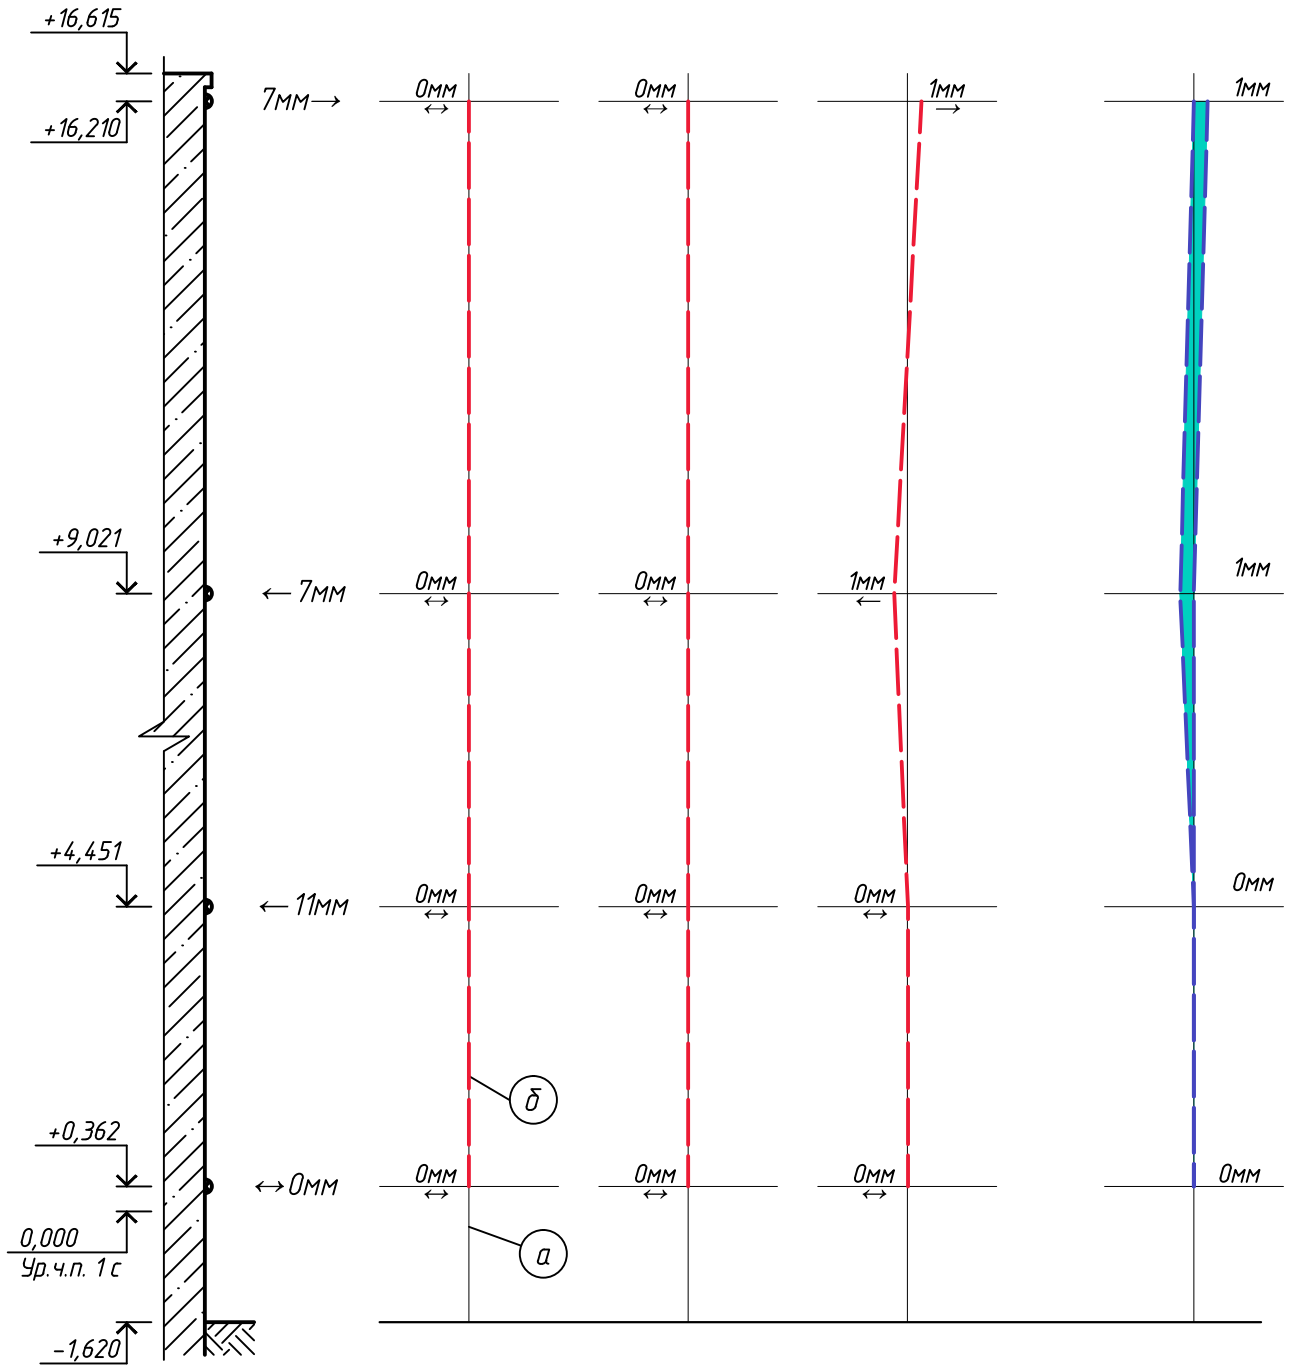 +16,615
+16,210
7мм→ 0мм 0мм 1мм 1мм
↔ ↔ →
+9,021
←7мм 0мм 0мм 1мм 1мм
↔ ↔ ←
+4,451
←11мм 0мм 0мм 0мм 0мм
↔ ↔ ↔
б
+0,362
↔0мм 0мм 0мм 0мм 0мм
↔ ↔ ↔
0,000
Ур.ч.п. 1с
а
-1,620